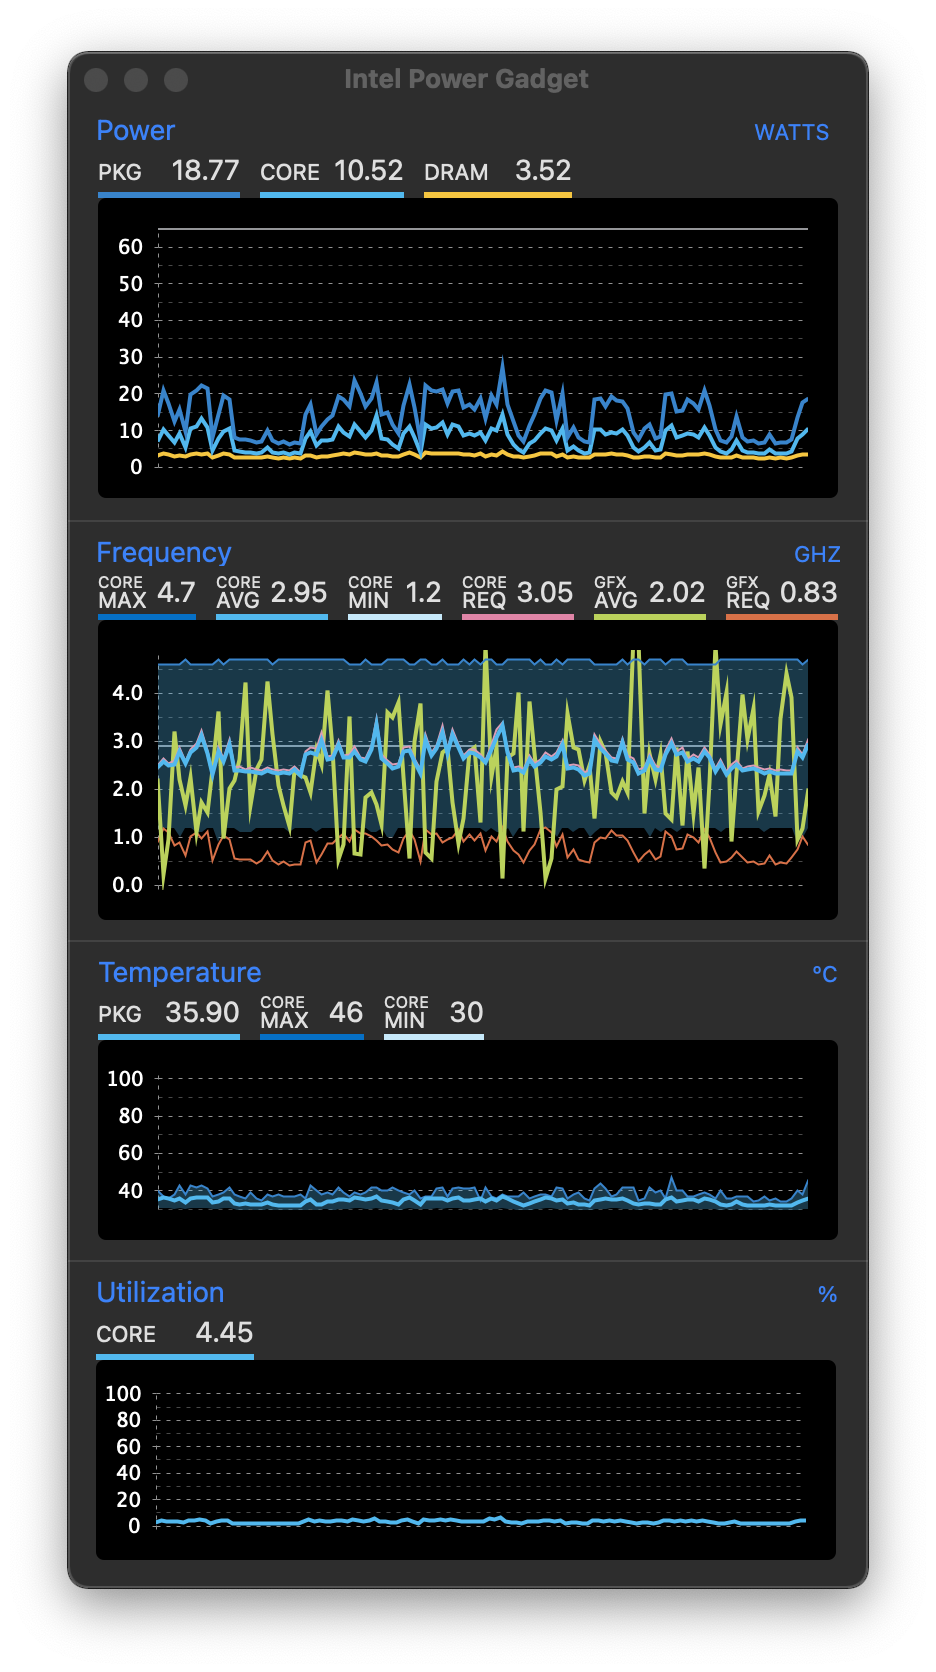 Intel Power Gadget
Power WATTS
PKG 18.77 CORE 10.52 DRAM 3.52
60
50
40
30
20
10
0
Frequency GHZ
CORE MAX 4.7 CORE AVG 2.95 CORE MIN 1.2 CORE REQ 3.05 GFX AVG 2.02 GFX REQ 0.83
4.0
3.0
2.0
1.0
0.0
Temperature °C
PKG 35.90 CORE MAX 46 CORE MIN 30
100
80
60
40
Utilization %
CORE 4.45
100
80
60
40
20
0